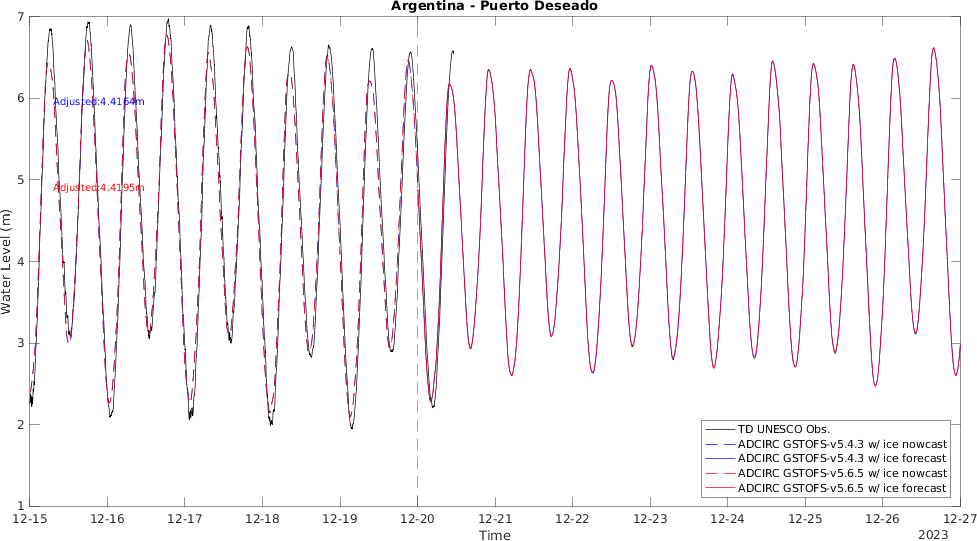 Argentina - Puerto Deseado
7
6
5
4
3
2
1
Water Level (m)
Adjusted:4.4164m
Adjusted:4.4195m
TD UNESCO Obs.
ADCIRC GSTOFS-v5.4.3 w/ ice nowcast
ADCIRC GSTOFS-v5.4.3 w/ ice forecast
ADCIRC GSTOFS-v5.6.5 w/ ice nowcast
ADCIRC GSTOFS-v5.6.5 w/ ice forecast
12-15 12-16 12-17 12-18 12-19 12-20 12-21 12-22 12-23 12-24 12-25 12-26 12-27
Time
2023